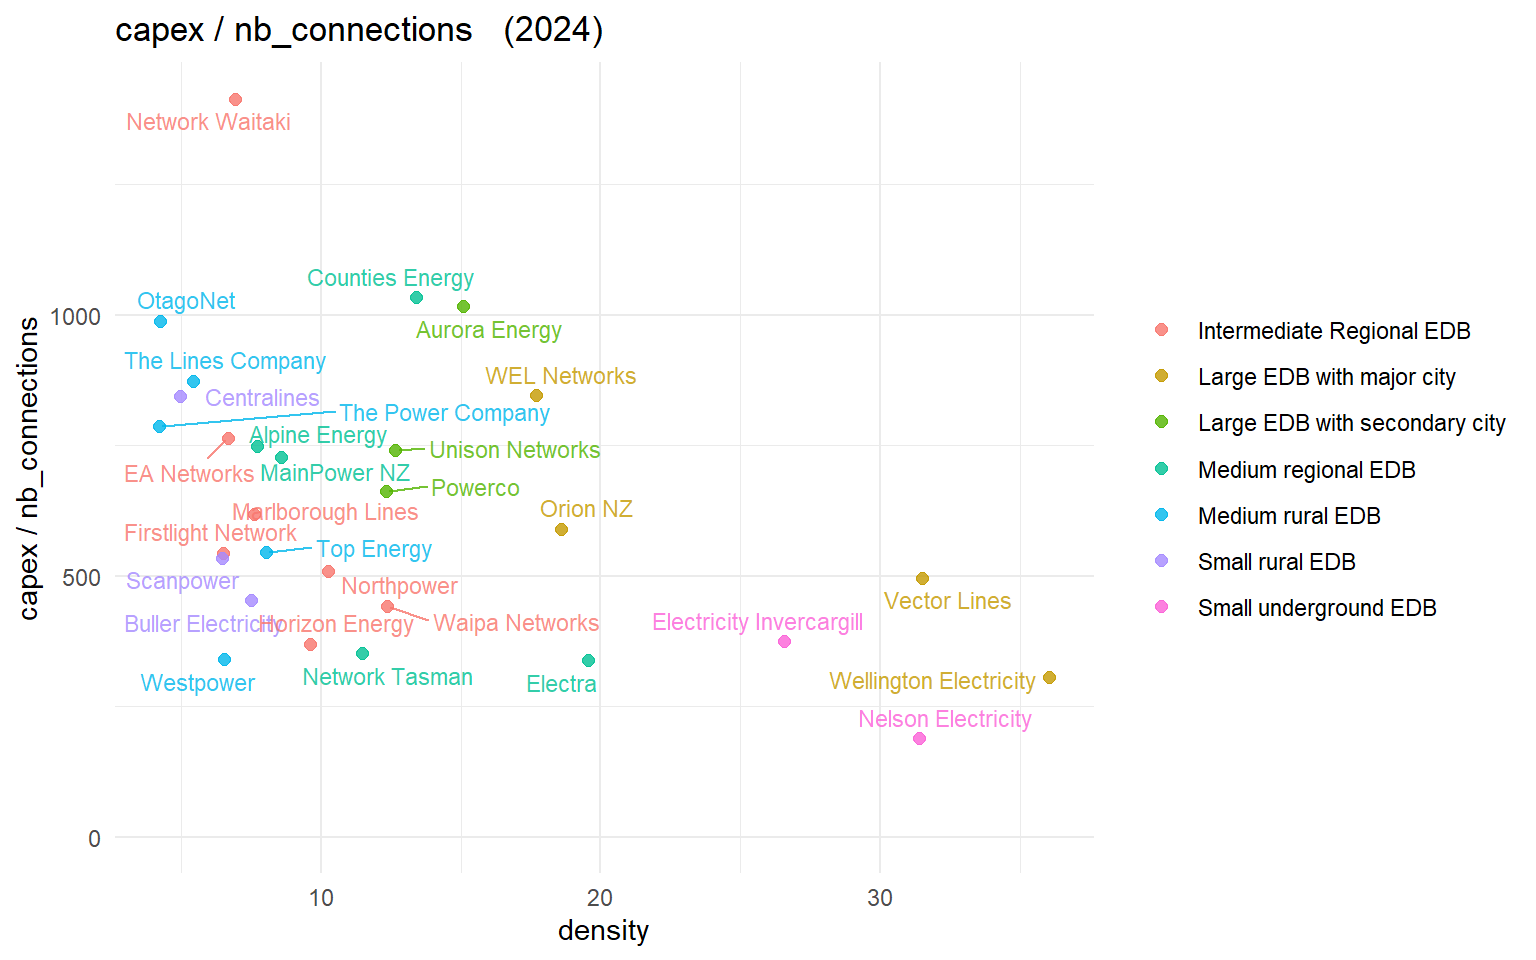 capex / nb_connections (2024)
Network Waitaki
Counties Energy
OtagoNet
Aurora Energy
The Lines Company
WEL Networks
Centralines
The Power Company
Alpine Energy
Unison Networks
EA Networks
MainPower NZ
Powerco
Marlborough Lines
Orion NZ
Firstlight Network
Top Energy
Scanpower
Northpower
Vector Lines
Buller Electricity
Horizon Energy
Waipa Networks
Electricity Invercargill
Westpower
Network Tasman
Electra
Wellington Electricity
Nelson Electricity
1000
500
0
capex / nb_connections
10
20
30
density
Intermediate Regional EDB
Large EDB with major city
Large EDB with secondary city
Medium regional EDB
Medium rural EDB
Small rural EDB
Small underground EDB